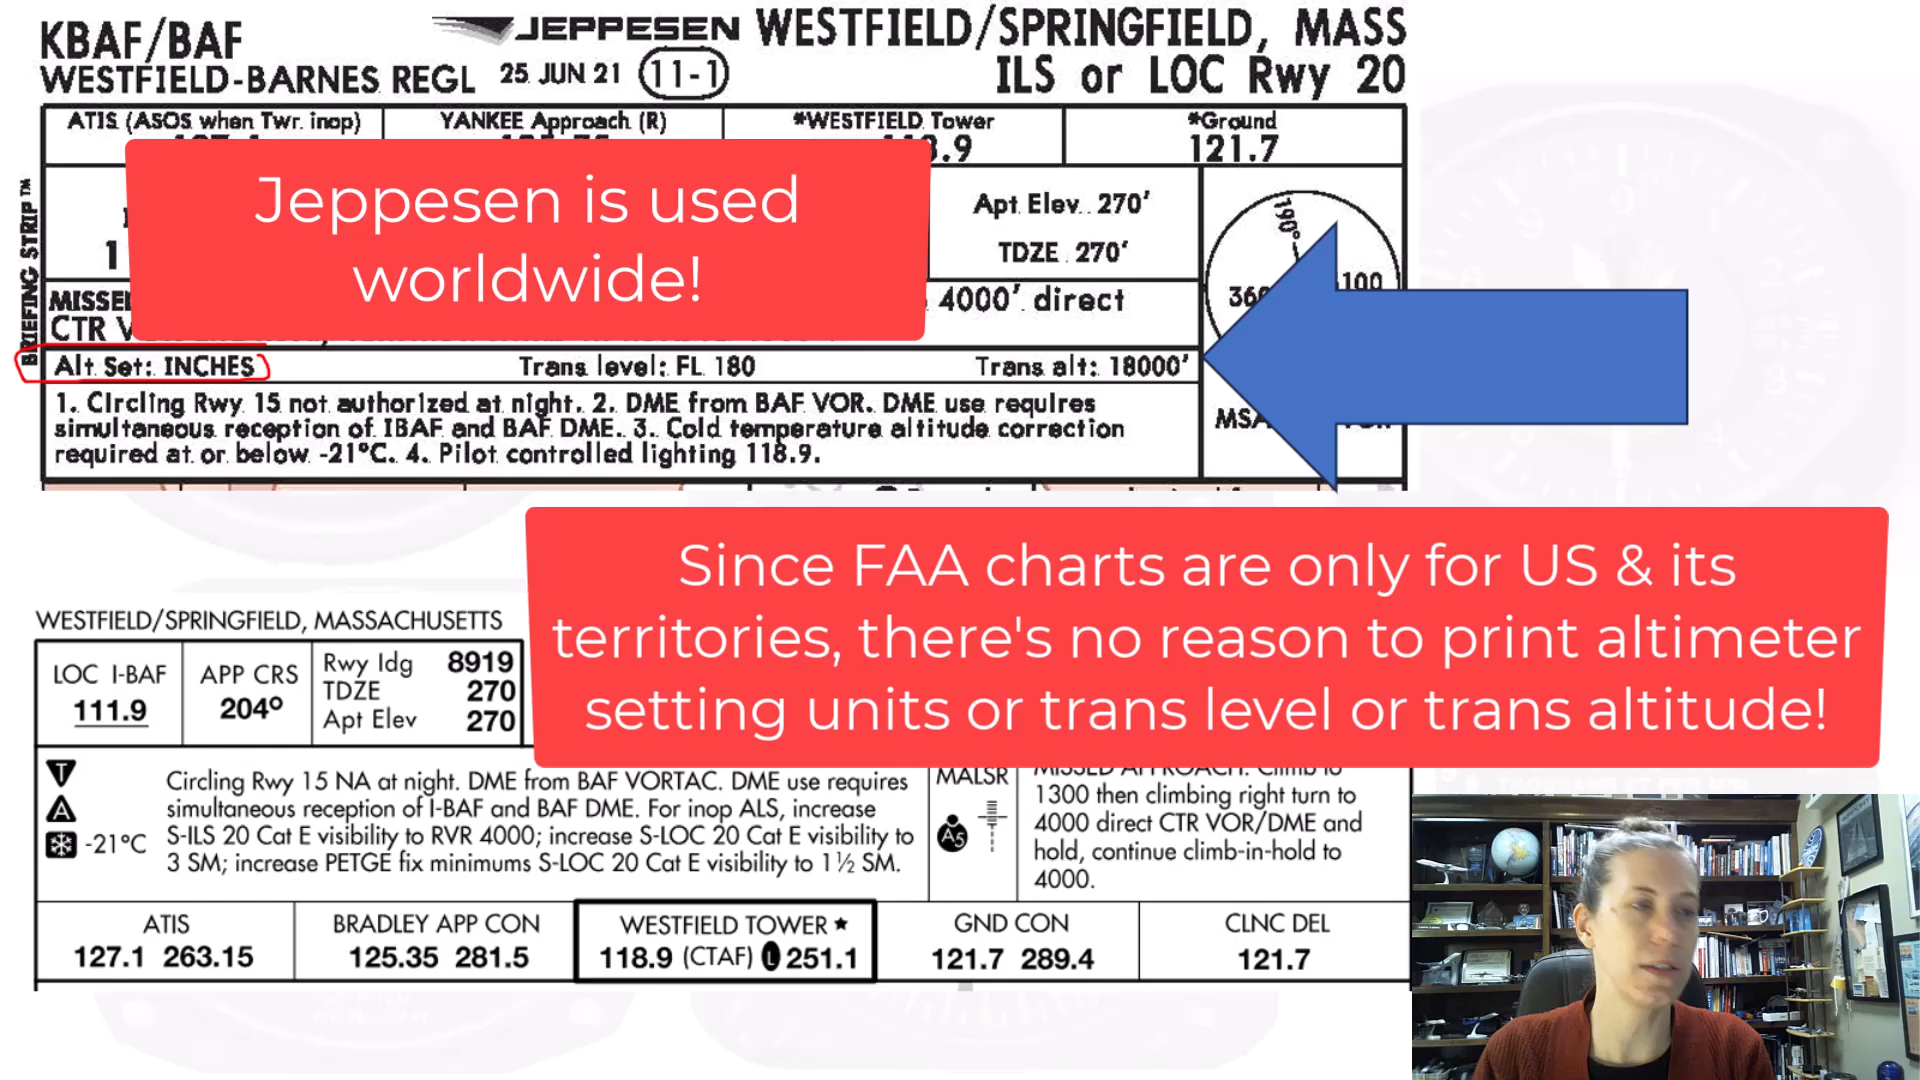 KBAF/BAF
WESTFIELD-BARNES REGL
25 JUN 21
11-1
JEPPESEN
WESTFIELD/SPRINGFIELD, MASS
ILS or LOC Rwy 20
ATIS (ASOS when Twr inop)
YANKEE Approach (R)
*WESTFIELD Tower
*Ground
121.7
BRIEFING STRIP™
Jeppesen is used
worldwide!
Apt Elev 270'
TDZE 270'
190°
4000' direct
CTR
Alt Set: INCHES
Trans level: FL 180
Trans alt: 18000'
1. Circling Rwy 15 not authorized at night. 2. DME from BAF VOR. DME use requires
simultaneous reception of IBAF and BAF DME. 3. Cold temperature altitude correction
required at or below -21°C. 4. Pilot controlled lighting 118.9.
Since FAA charts are only for US & its
territories, there's no reason to print altimeter
setting units or trans level or trans altitude!
WESTFIELD/SPRINGFIELD, MASSACHUSETTS
LOC I-BAF
111.9
APP CRS
204°
Rwy ldg 8919
TDZE 270
Apt Elev 270
T
A
-21°C
Circling Rwy 15 NA at night. DME from BAF VORTAC. DME use requires
simultaneous reception of I-BAF and BAF DME. For inop ALS, increase
S-ILS 20 Cat E visibility to RVR 4000; increase S-LOC 20 Cat E visibility to
3 SM; increase PETGE fix minimums S-LOC 20 Cat E visibility to 1½ SM.
MALSR
A5
MISSED APPROACH: Climb to
1300 then climbing right turn to
4000 direct CTR VOR/DME and
hold, continue climb-in-hold to
4000.
ATIS
127.1 263.15
BRADLEY APP CON
125.35 281.5
WESTFIELD TOWER ★
118.9 (CTAF) L 251.1
GND CON
121.7 289.4
CLNC DEL
121.7